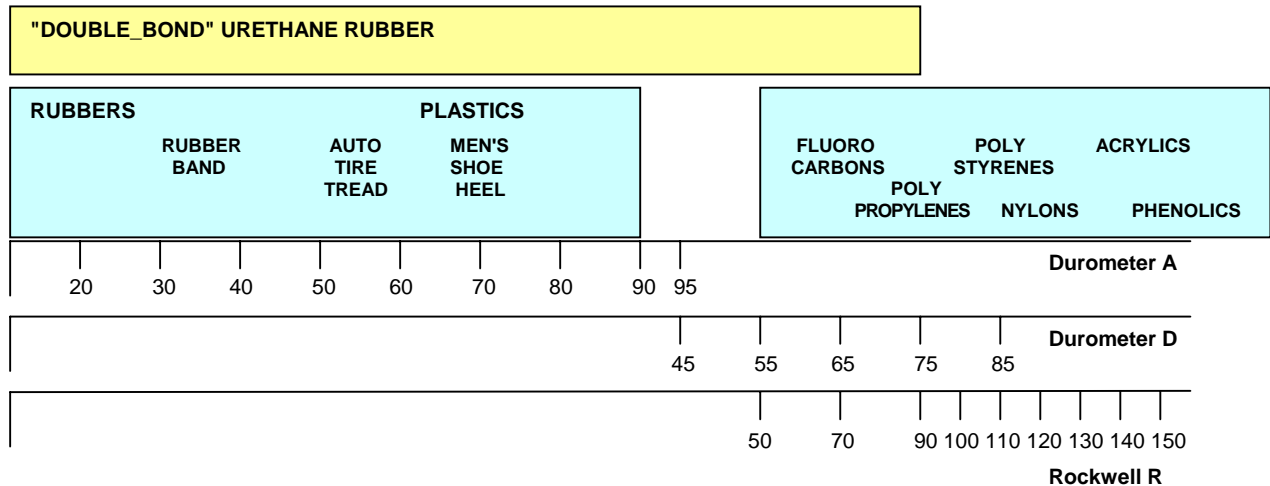 "DOUBLE_BOND" URETHANE RUBBER
RUBBERS PLASTICS
RUBBER AUTO MEN'S FLUORO POLY ACRYLICS
BAND TIRE SHOE CARBONS STYRENES
TREAD HEEL POLY
PROPYLENES NYLONS PHENOLICS
Durometer A
20 30 40 50 60 70 80 90 95
Durometer D
45 55 65 75 85
50 70 90 100 110 120 130 140 150
Rockwell R